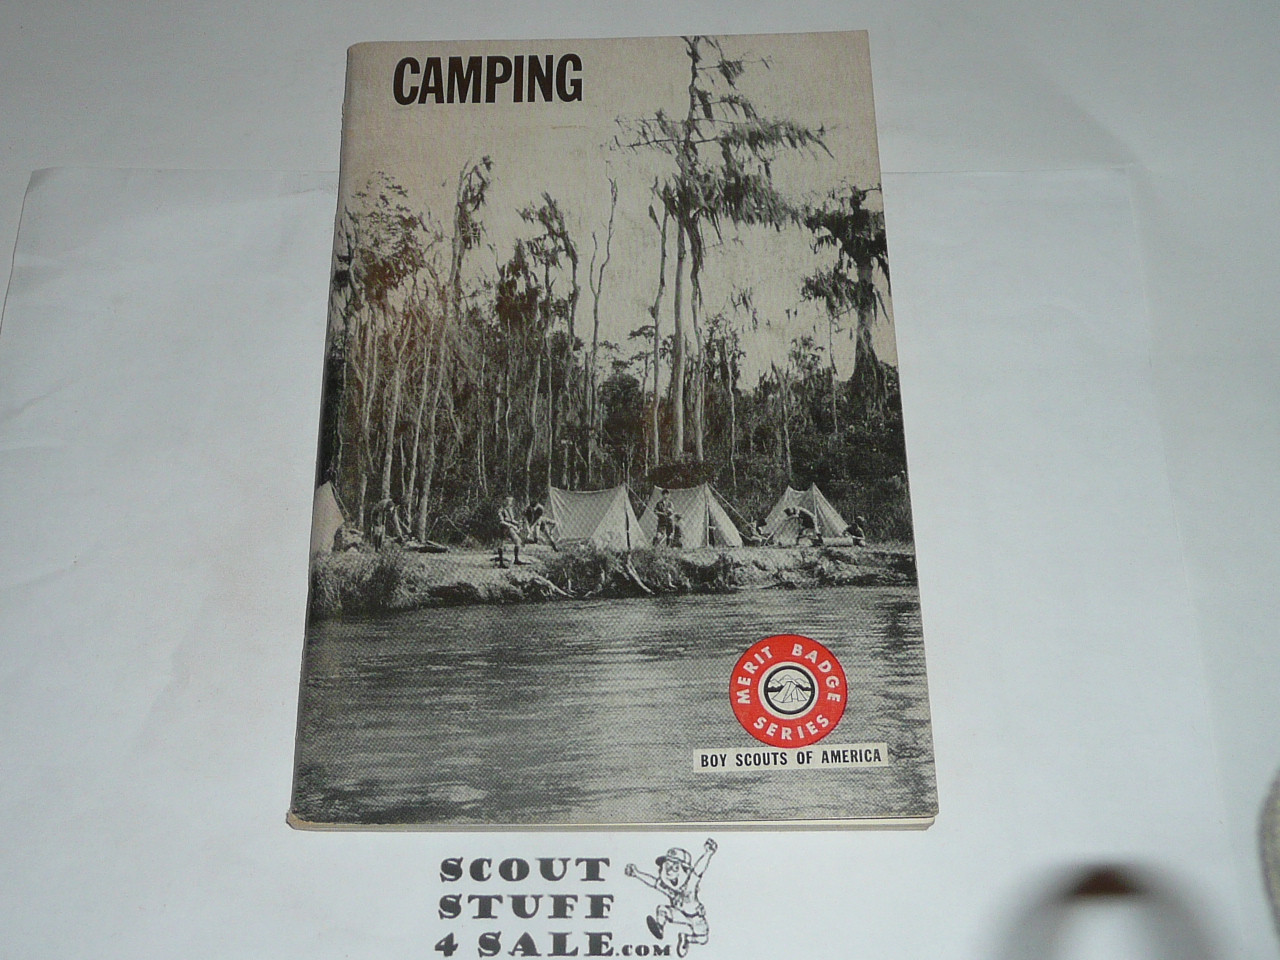 CAMPING
MERIT BADGE
SERIES
BOY SCOUTS OF AMERICA
SCOUT
STUFF
4 SALE.COM